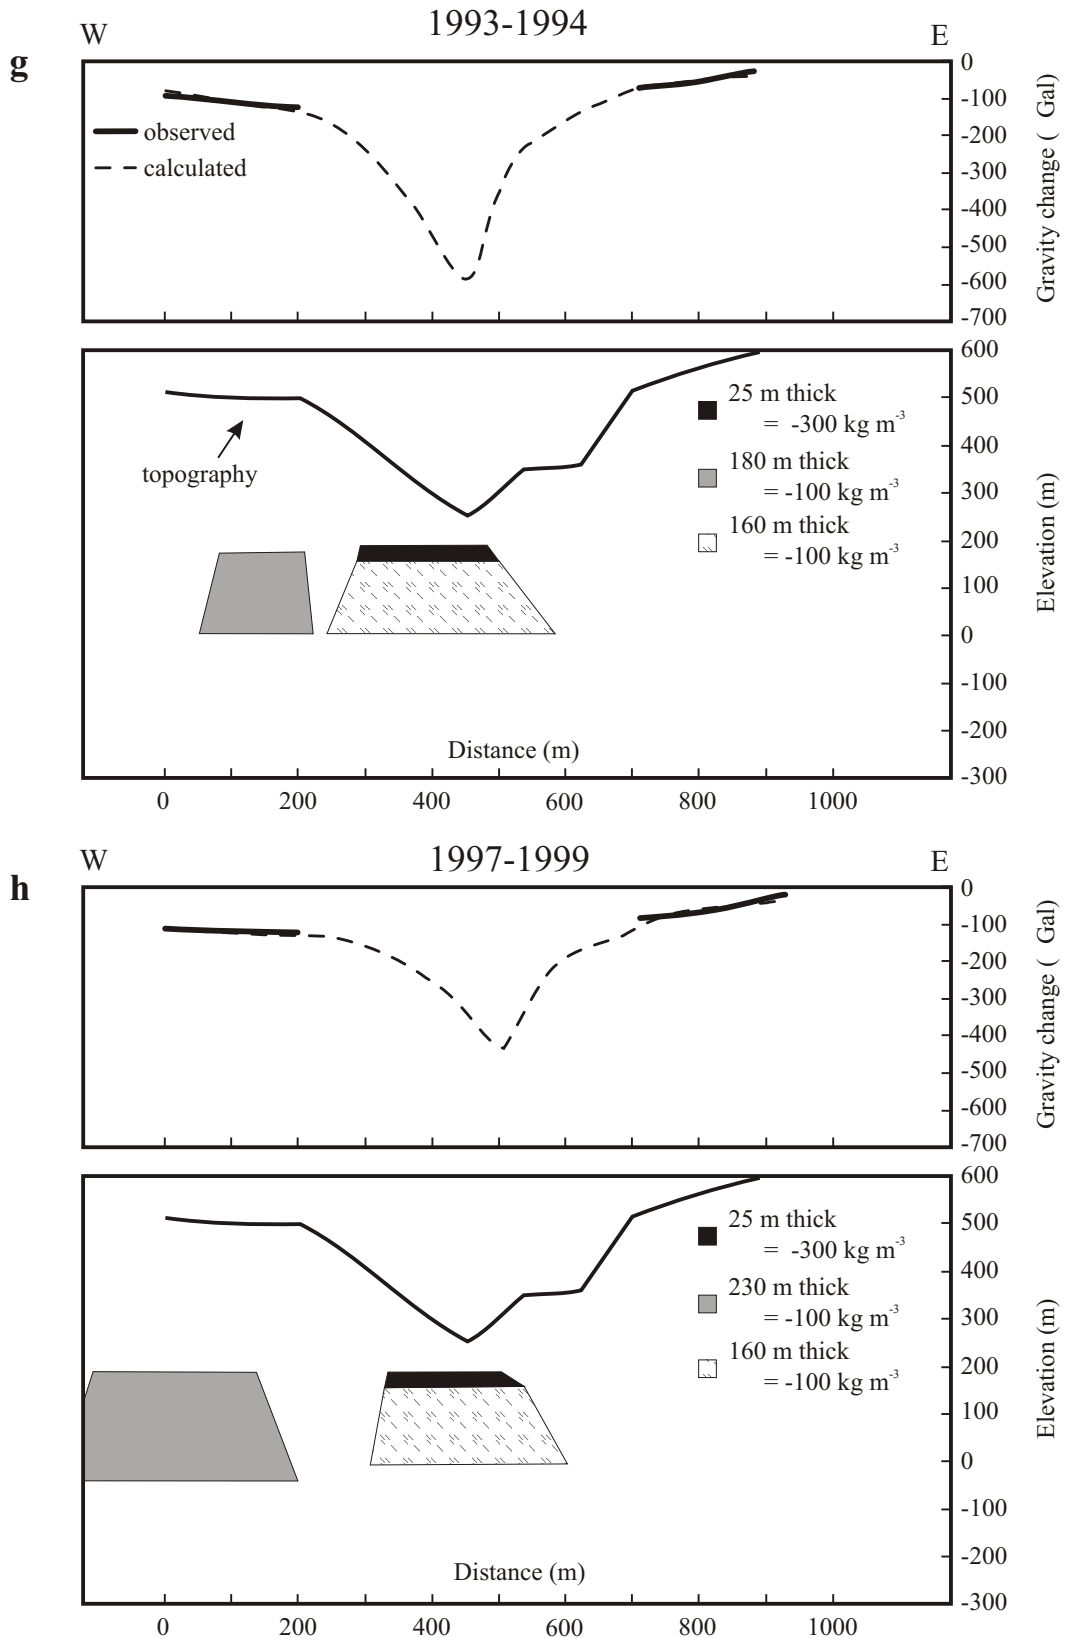 1993-1994
W
E
g
0
-100
-200
-300
-400
-500
-600
-700
Gravity change ( Gal)
observed
calculated
600
500
400
300
200
100
0
-100
-200
-300
Elevation (m)
25 m thick
= -300 kg m-3
180 m thick
= -100 kg m-3
160 m thick
= -100 kg m-3
topography
Distance (m)
0 200 400 600 800 1000
1997-1999
W
E
h
0
-100
-200
-300
-400
-500
-600
-700
Gravity change ( Gal)
600
500
400
300
200
100
0
-100
-200
-300
Elevation (m)
25 m thick
= -300 kg m-3
230 m thick
= -100 kg m-3
160 m thick
= -100 kg m-3
Distance (m)
0 200 400 600 800 1000